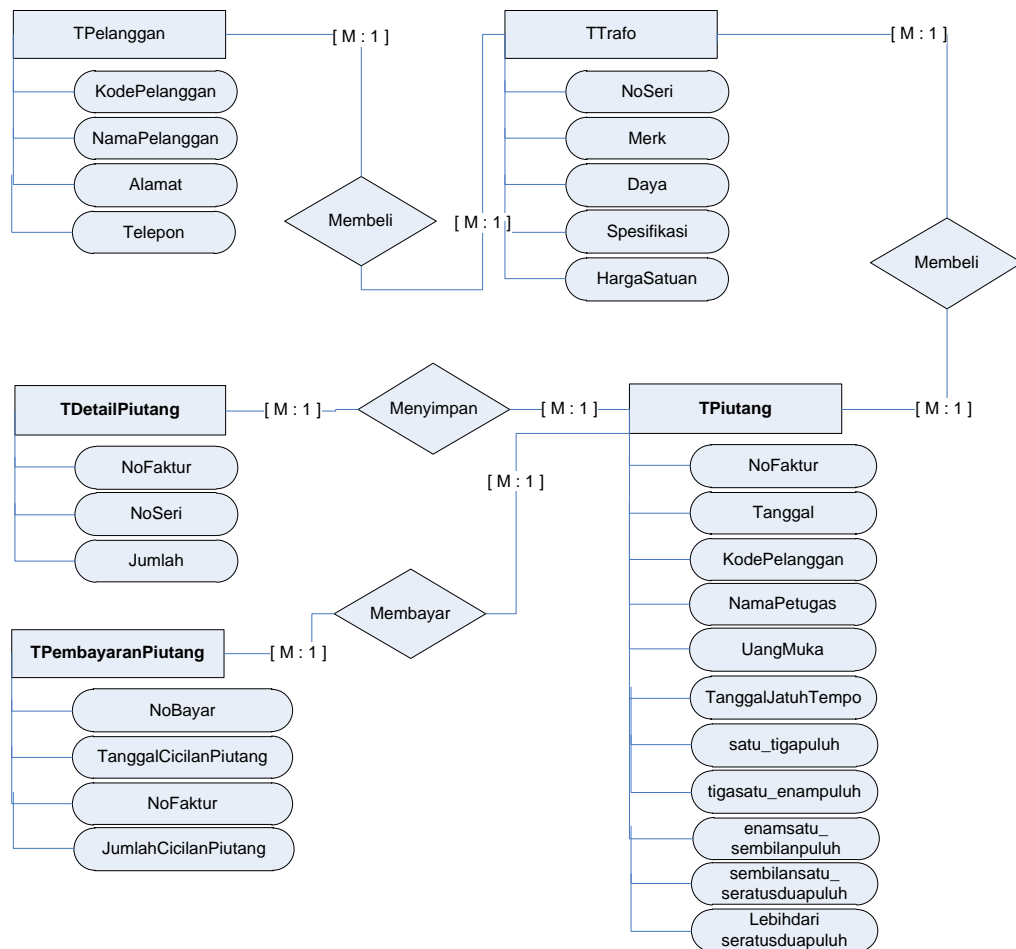 TPelanggan
[ M : 1 ]
KodePelanggan
NamaPelanggan
Alamat
Telepon
Membeli
[ M : 1 ]
TTrafo
[ M : 1 ]
NoSeri
Merk
Daya
Spesifikasi
HargaSatuan
Membeli
TDetailPiutang
[ M : 1 ]
Menyimpan
[ M : 1 ]
TPiutang
[ M : 1 ]
NoFaktur
NoSeri
Jumlah
[ M : 1 ]
Membayar
TPembayaranPiutang
[ M : 1 ]
NoBayar
TanggalCicilanPiutang
NoFaktur
JumlahCicilanPiutang
NoFaktur
Tanggal
KodePelanggan
NamaPetugas
UangMuka
TanggalJatuhTempo
satu_tigapuluh
tigasatu_enampuluh
enamsatu_
sembilanpuluh
sembilansatu_
seratusduapuluh
Lebihdari
seratusduapuluh